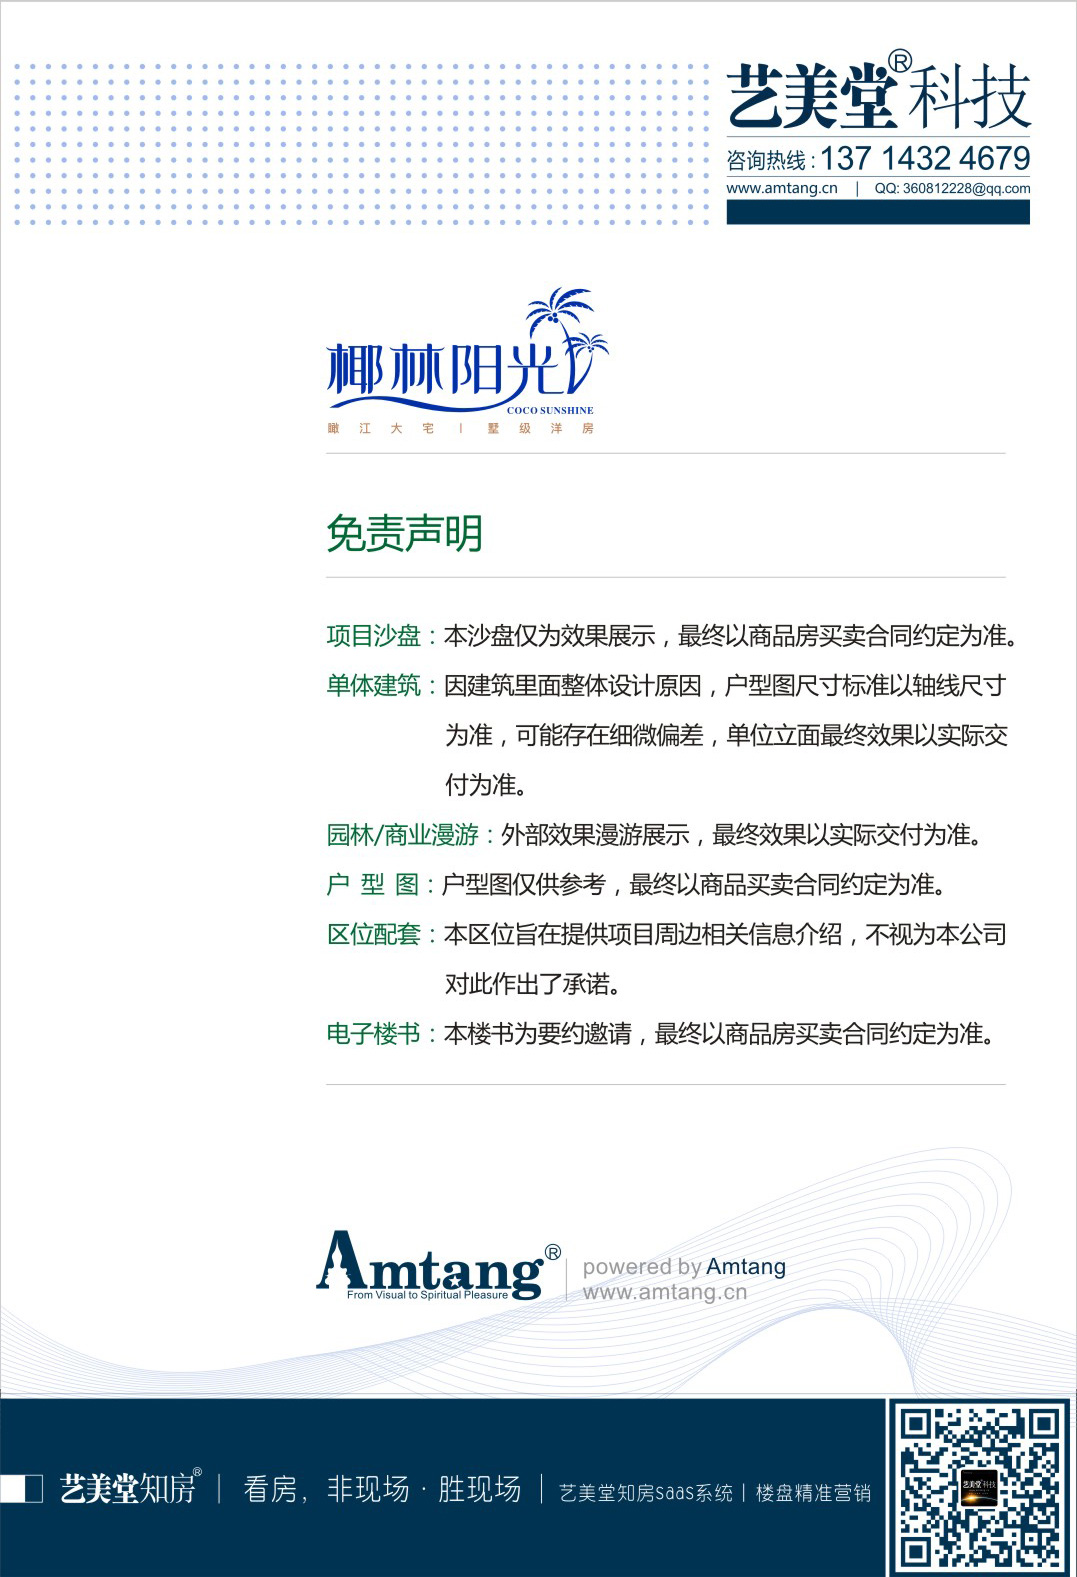 艺美堂®科技
咨询热线:137 1432 4679
www.amtang.cn | QQ: 360812228@qq.com
椰林阳光
COCO SUNSHINE
瞰江大宅 | 墅级洋房
免责声明
项目沙盘：本沙盘仅为效果展示，最终以商品房买卖合同约定为准。
单体建筑：因建筑里面整体设计原因，户型图尺寸标准以轴线尺寸
为准，可能存在细微偏差，单位立面最终效果以实际交
付为准。
园林/商业漫游：外部效果漫游展示，最终效果以实际交付为准。
户 型 图：户型图仅供参考，最终以商品买卖合同约定为准。
区位配套：本区位旨在提供项目周边相关信息介绍，不视为本公司
对此作出了承诺。
电子楼书：本楼书为要约邀请，最终以商品房买卖合同约定为准。
Amtang®
From Visual to Spiritual Pleasure
powered by Amtang
www.amtang.cn
艺美堂知房® | 看房，非现场·胜现场 | 艺美堂知房saas系统 | 楼盘精准营销
艺美堂科技